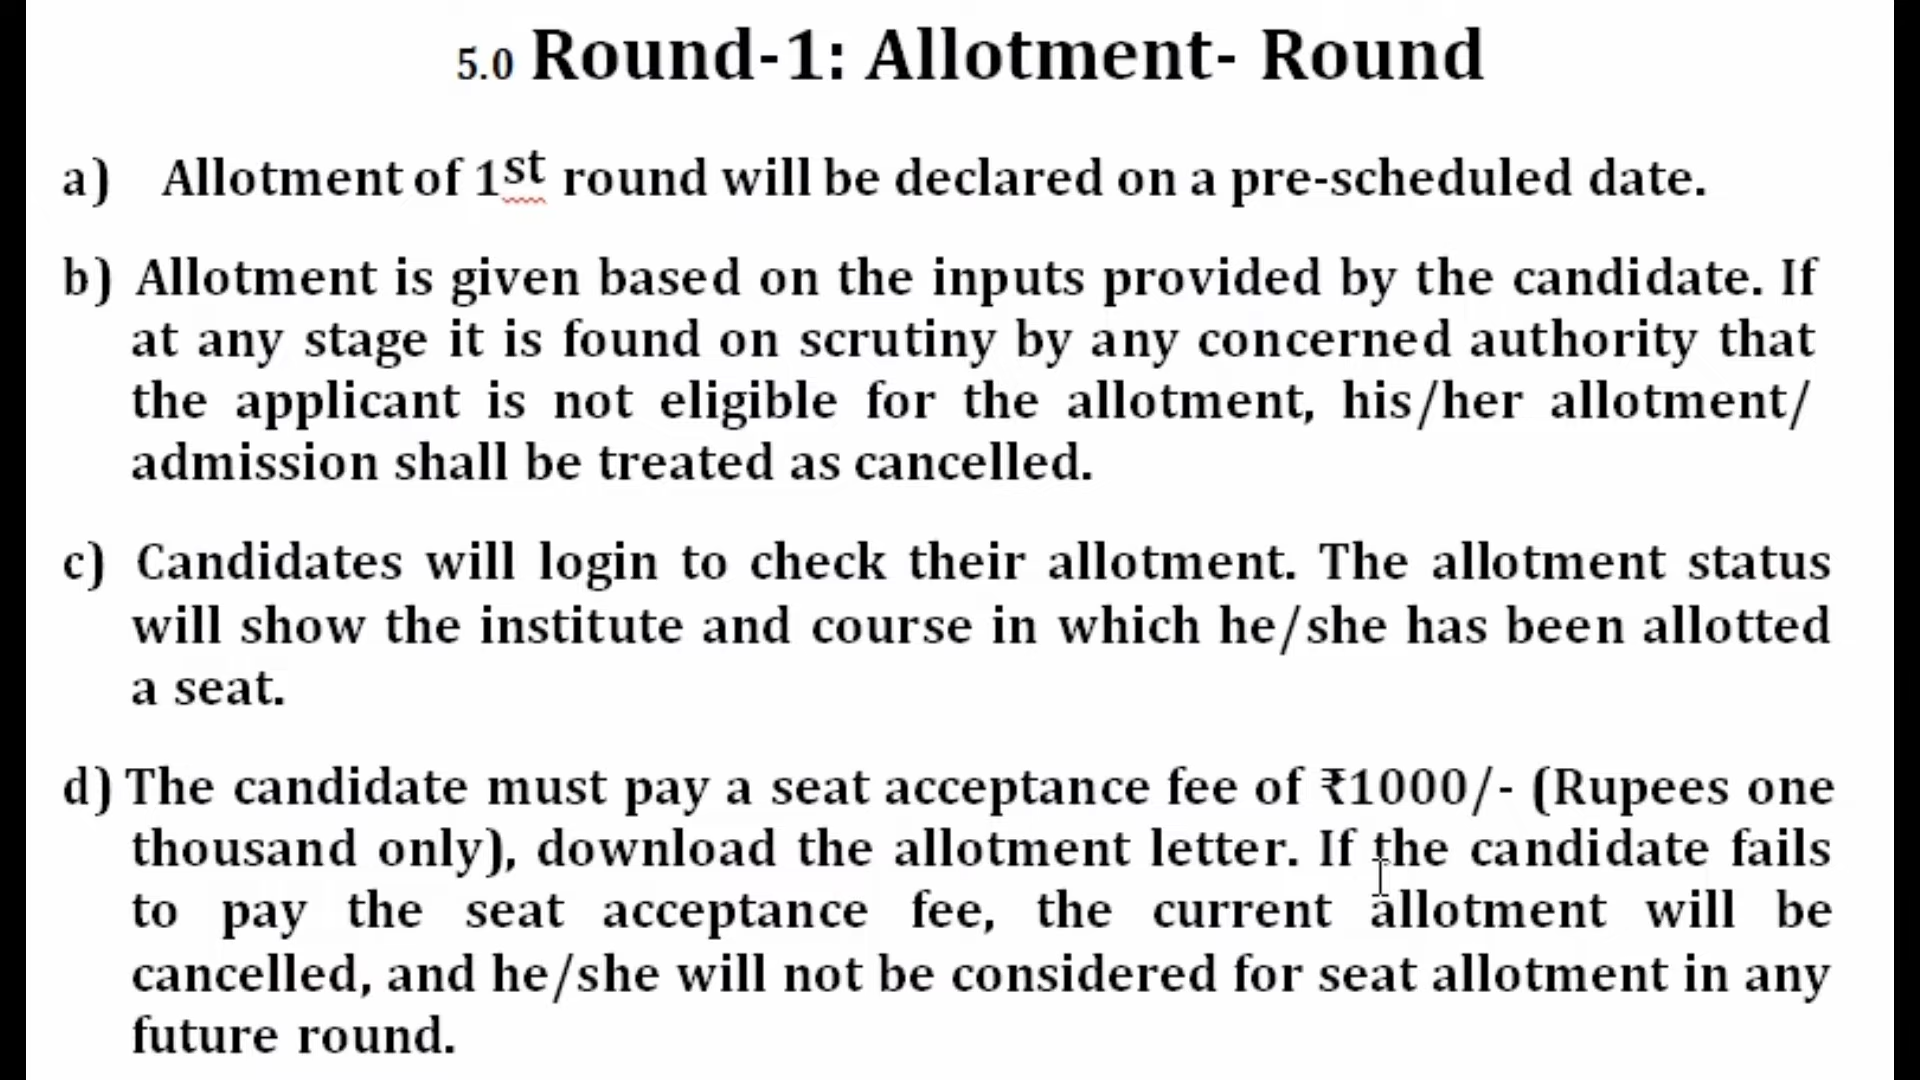 5.0 Round-1: Allotment- Round
a) Allotment of 1st round will be declared on a pre-scheduled date.
b) Allotment is given based on the inputs provided by the candidate. If
at any stage it is found on scrutiny by any concerned authority that
the applicant is not eligible for the allotment, his/her allotment/
admission shall be treated as cancelled.
c) Candidates will login to check their allotment. The allotment status
will show the institute and course in which he/she has been allotted
a seat.
d) The candidate must pay a seat acceptance fee of ₹1000/- (Rupees one
thousand only), download the allotment letter. If the candidate fails
to pay the seat acceptance fee, the current allotment will be
cancelled, and he/she will not be considered for seat allotment in any
future round.